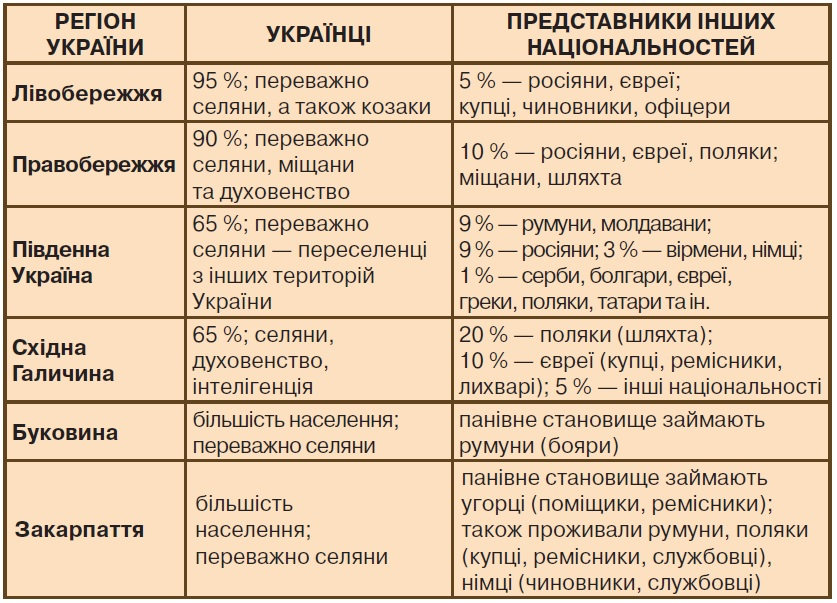 РЕГІОН
УКРАЇНИ
УКРАЇНЦІ
ПРЕДСТАВНИКИ ІНШИХ
НАЦІОНАЛЬНОСТЕЙ
Лівобережжя
95 %; переважно
селяни, а також козаки
5 % — росіяни, євреї;
купці, чиновники, офіцери
Правобережжя
90 %; переважно
селяни, міщани
та духовенство
10 % — росіяни, євреї, поляки;
міщани, шляхта
Південна
Україна
65 %; переважно
селяни — переселенці
з інших територій
України
9 % — румуни, молдавани;
9 % — росіяни; 3 % — вірмени, німці;
1 % — серби, болгари, євреї,
греки, поляки, татари та ін.
Східна
Галичина
65 %; селяни,
духовенство,
інтелігенція
20 % — поляки (шляхта);
10 % — євреї (купці, ремісники,
лихварі); 5 % — інші національності
Буковина
більшість населення;
переважно селяни
панівне становище займають
румуни (бояри)
Закарпаття
більшість
населення;
переважно селяни
панівне становище займають
угорці (поміщики, ремісники);
також проживали румуни, поляки
(купці, ремісники, службовці),
німці (чиновники, службовці)